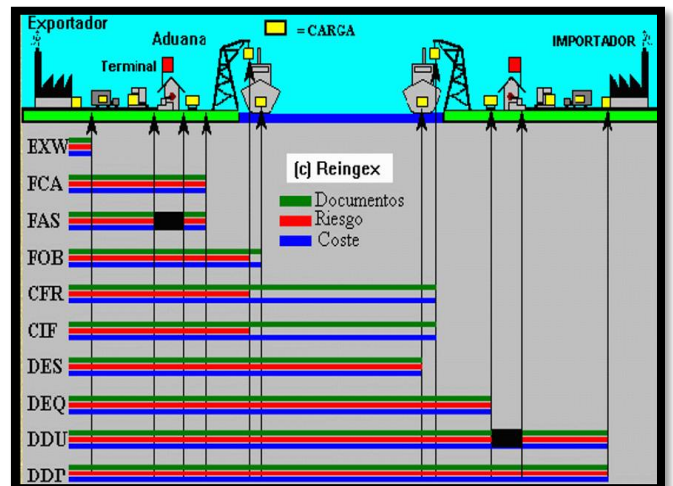 Exportador
= CARGA
Aduana
IMPORTADOR
Terminal
EXW
(c) Reingex
FCA
Documentos
FAS
Riesgo
Coste
FOB
CFR
CIF
DES
DEQ
DDU
DDP